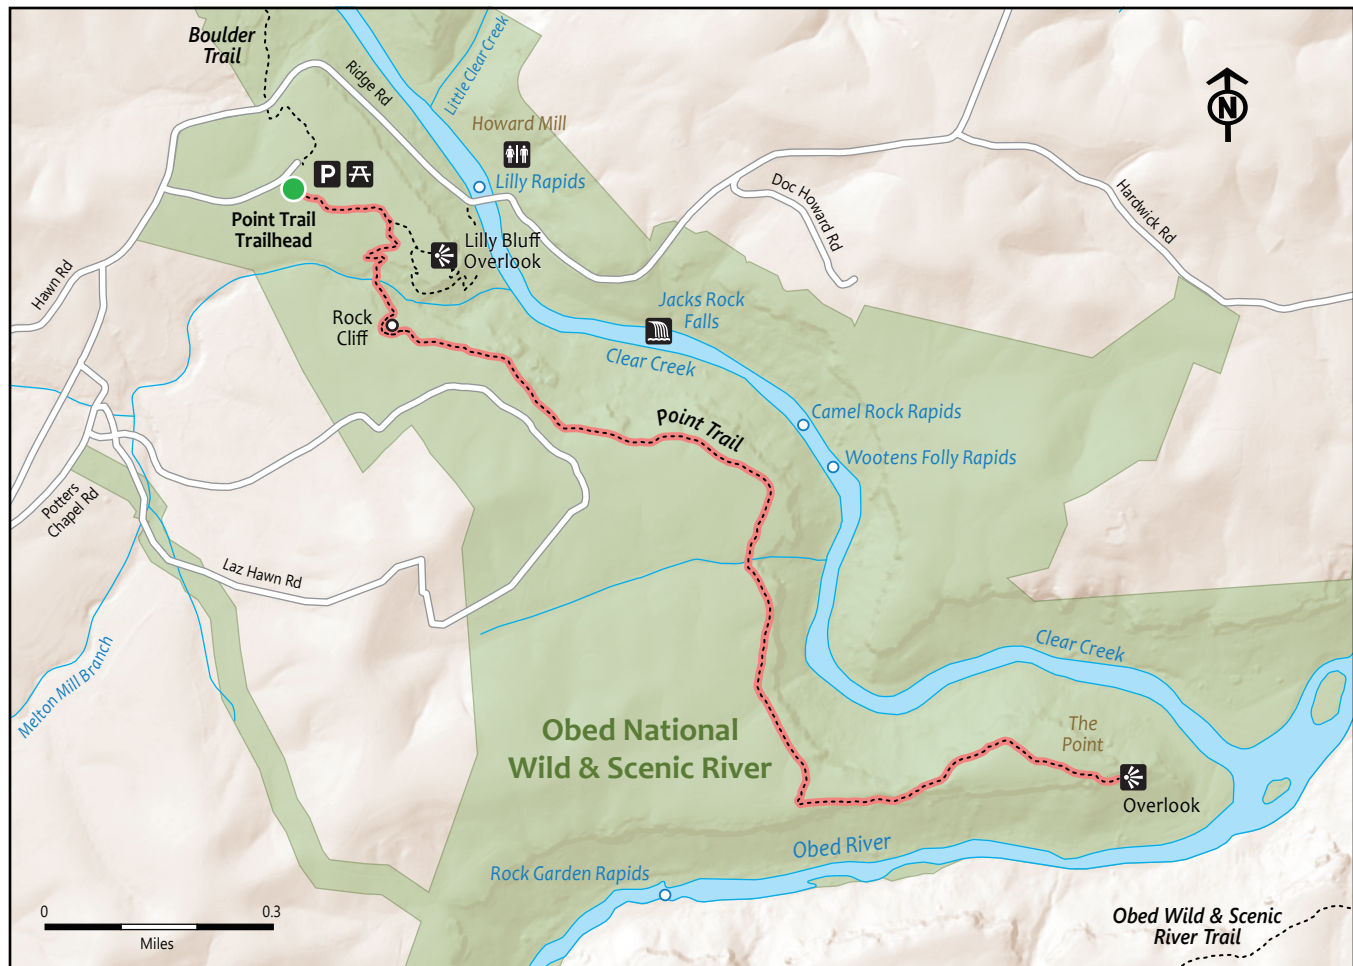 Boulder
Trail
Ridge Rd
Little Clear Creek
Howard Mill
Lilly Rapids
N
P
Point Trail
Trailhead
Lilly Bluff
Overlook
Doc Howard Rd
Hardwick Rd
Hawn Rd
Rock
Cliff
Jacks Rock
Falls
Clear Creek
Camel Rock Rapids
Point Trail
Wootens Folly Rapids
Potters
Chapel Rd
Laz Hawn Rd
Melton Mill Branch
Clear Creek
Obed National
Wild & Scenic River
The
Point
Overlook
Obed River
Rock Garden Rapids
0 0.3
Miles
Obed Wild & Scenic
River Trail